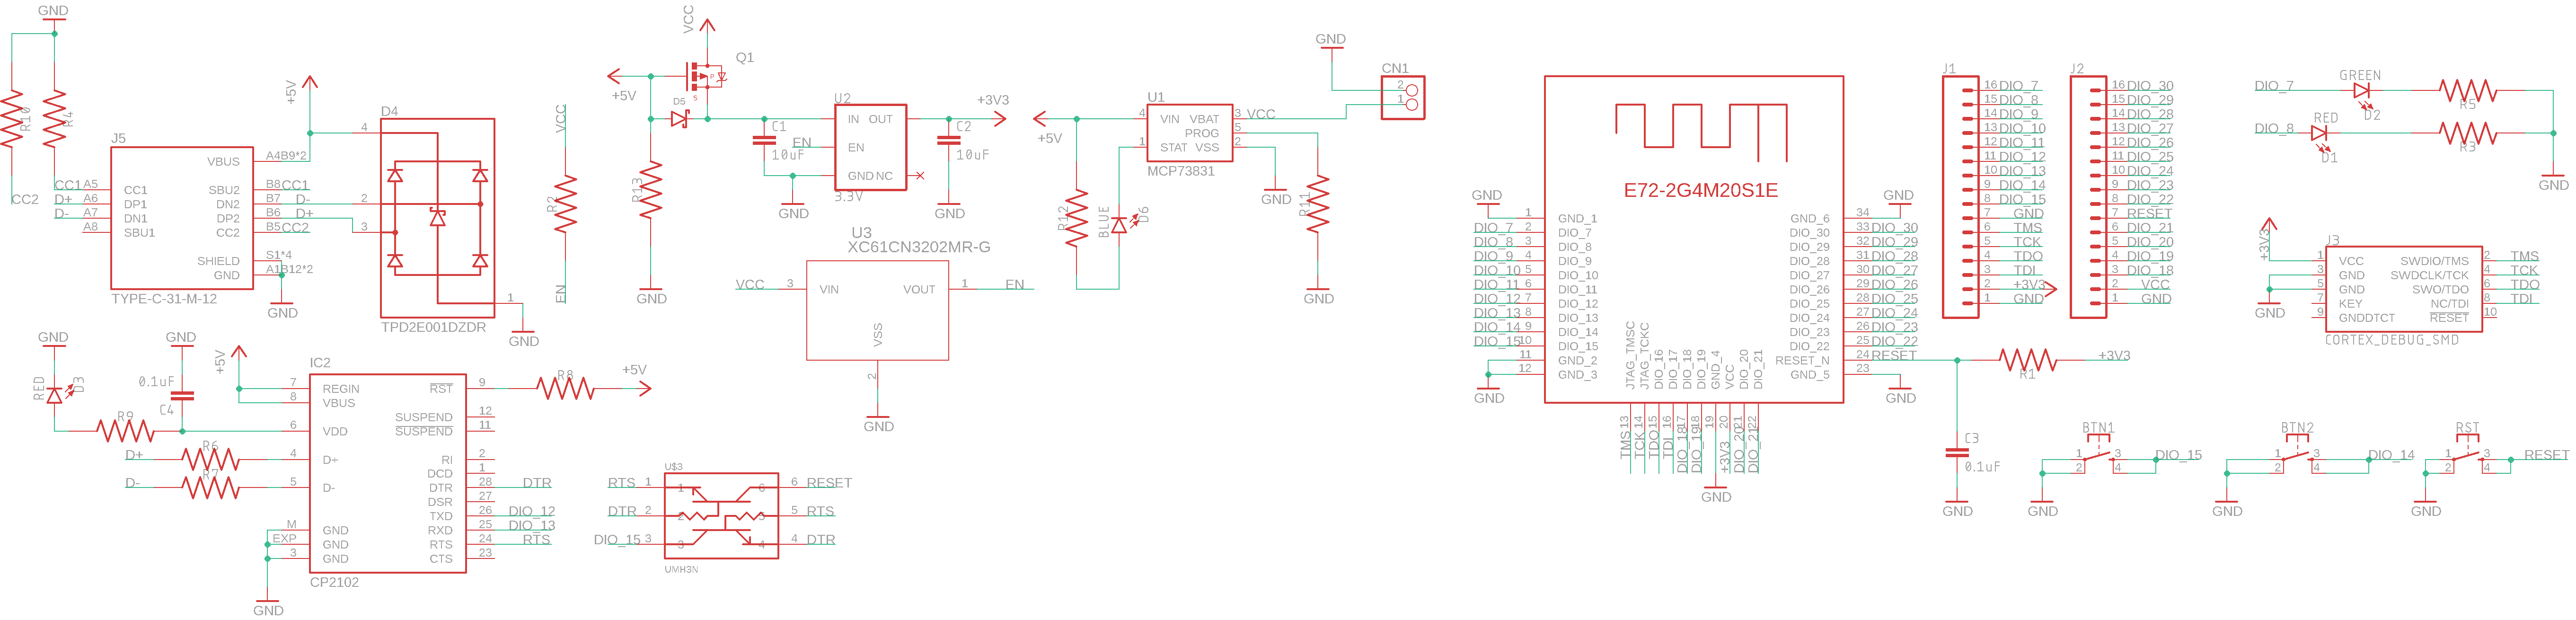 GND
R10
R4
J5
VBUS
A4B9*2
CC1
A5
CC1
SBU2
B8
CC1
CC2
D+
A6
DP1
DN2
B7
D-
D-
A7
DN1
DP2
B6
D+
A8
SBU1
CC2
B5
CC2
SHIELD
S1*4
GND
A1B12*2
TYPE-C-31-M-12
GND
+5V
D4
4
2
3
1
TPD2E001DZDR
GND
VCC
R2
EN
VCC
Q1
P
S
+5V
D5
R13
GND
C1
10uF
EN
GND
U2
IN
OUT
EN
GND
NC
3.3V
+3V3
C2
10uF
GND
U3
XC61CN3202MR-G
VCC
3
VIN
VOUT
1
EN
VSS
2
GND
+5V
R12
BLUE
D6
U1
4
VIN
VBAT
3
VCC
PROG
5
1
STAT
VSS
2
MCP73831
GND
R11
GND
GND
CN1
2
1
GND
RED
D3
R9
GND
0.1uF
C4
+5V
R6
D+
R7
D-
IC2
7
REGIN
RST
9
8
VBUS
SUSPEND
12
6
VDD
SUSPEND
11
4
D+
RI
2
DCD
1
5
D-
DTR
28
DTR
DSR
27
TXD
26
DIO_12
M
GND
RXD
25
DIO_13
EXP
GND
RTS
24
RTS
3
GND
CTS
23
CP2102
GND
R8
+5V
U$3
RTS
1
1
6
6
RESET
DTR
2
2
5
5
RTS
DIO_15
3
3
4
4
DTR
UMH3N
E72-2G4M20S1E
GND
1
GND_1
DIO_7
2
DIO_7
DIO_8
3
DIO_8
DIO_9
4
DIO_9
DIO_10
5
DIO_10
DIO_11
6
DIO_11
DIO_12
7
DIO_12
DIO_13
8
DIO_13
DIO_14
9
DIO_14
DIO_15
10
DIO_15
11
GND_2
12
GND_3
GND
GND
GND_6
34
DIO_30
33
DIO_30
DIO_29
32
DIO_29
DIO_28
31
DIO_28
DIO_27
30
DIO_27
DIO_26
29
DIO_26
DIO_25
28
DIO_25
DIO_24
27
DIO_24
DIO_23
26
DIO_23
DIO_22
25
DIO_22
RESET_N
24
RESET
GND_5
23
GND
JTAG_TMSC
13
TMS
JTAG_TCKC
14
TCK
DIO_16
15
TDO
DIO_17
16
TDI
DIO_18
17
DIO_18
DIO_19
18
DIO_19
GND_4
19
GND
VCC
20
+3V3
DIO_20
21
DIO_20
DIO_21
22
DIO_21
R1
+3V3
C3
0.1uF
GND
J1
16
DIO_7
15
DIO_8
14
DIO_9
13
DIO_10
12
DIO_11
11
DIO_12
10
DIO_13
9
DIO_14
8
DIO_15
7
GND
6
TMS
5
TCK
4
TDO
3
TDI
2
+3V3
1
GND
J2
16
DIO_30
15
DIO_29
14
DIO_28
13
DIO_27
12
DIO_26
11
DIO_25
10
DIO_24
9
DIO_23
8
DIO_22
7
RESET
6
DIO_21
5
DIO_20
4
DIO_19
3
DIO_18
2
VCC
1
GND
DIO_7
GREEN
D2
R5
DIO_8
RED
D1
R3
GND
+3V3
GND
J3
1
VCC
SWDIO/TMS
2
TMS
3
GND
SWDCLK/TCK
4
TCK
5
GND
SWO/TDO
6
TDO
7
KEY
NC/TDI
8
TDI
9
GNDDTCT
RESET
10
CORTEX_DEBUG_SMD
BTN1
1
3
DIO_15
2
4
GND
BTN2
1
3
DIO_14
2
4
GND
RST
1
3
RESET
2
4
GND